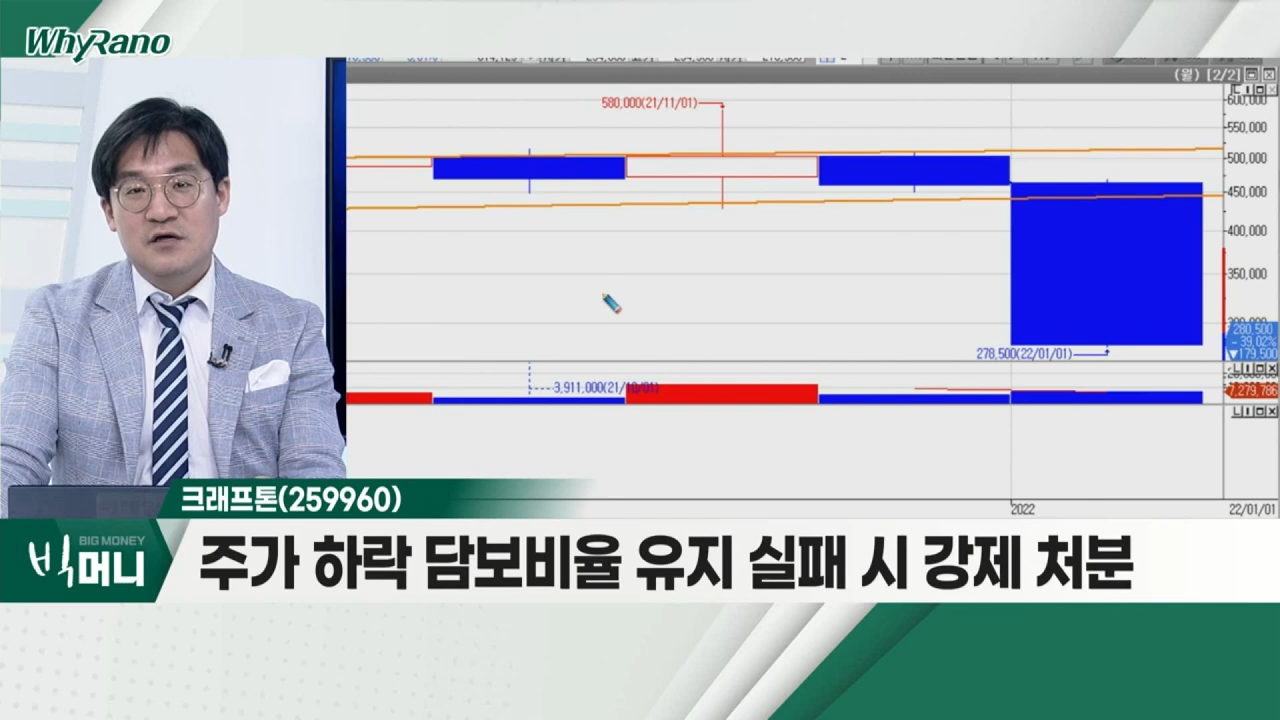 WhyRano
(월) [2/2]
580,000(21/11/01)
600,000
550,000
500,000
450,000
400,000
350,000
300,000
280,500
-39.02%
▼179,500
278,500(22/01/01)
3,911,000(21/10/01)
7,279,786
2022
22/01/01
크래프톤(259960)
BIG MONEY
빅머니
주가 하락 담보비율 유지 실패 시 강제 처분